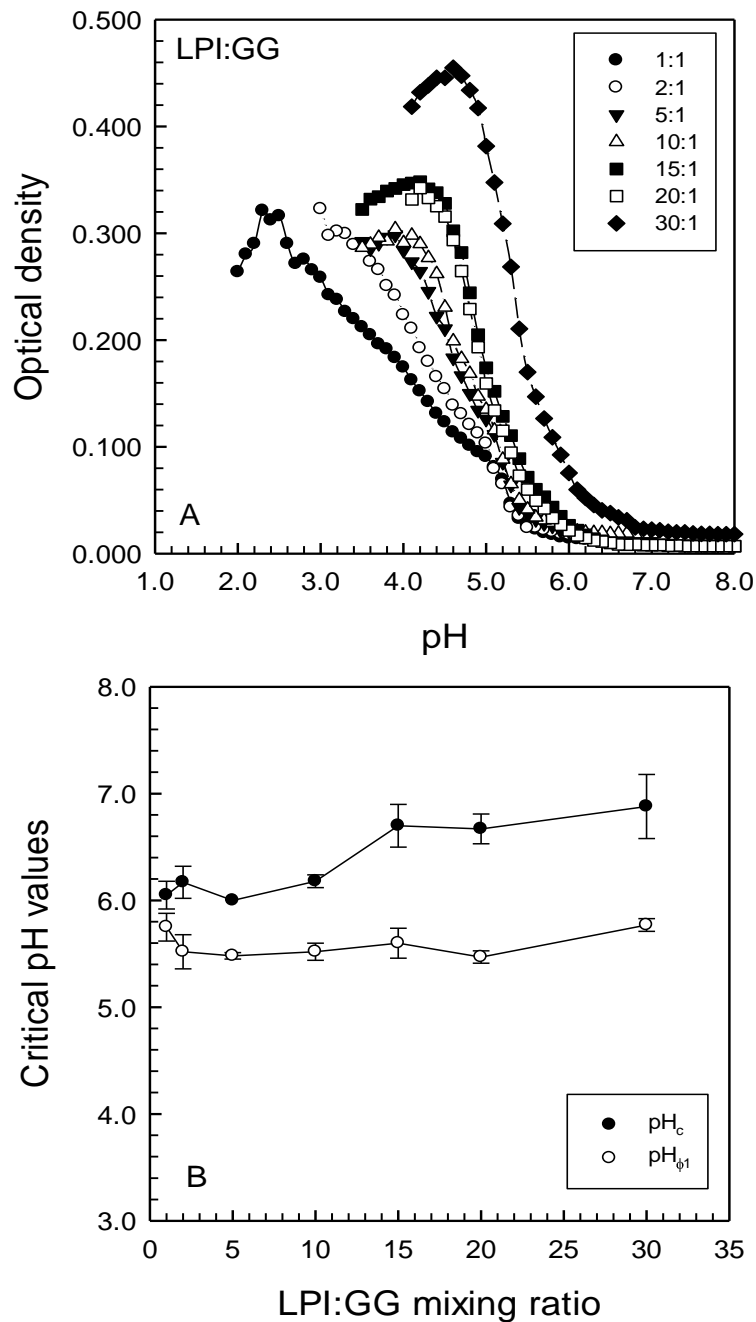 0.500
LPI:GG
1:1
2:1
5:1
10:1
15:1
20:1
30:1
0.400
0.300
0.200
0.100
0.000
Optical density
A
1.0 2.0 3.0 4.0 5.0 6.0 7.0 8.0
pH
8.0
7.0
6.0
5.0
4.0
3.0
Critical pH values
pHc
pHϕ1
B
0 5 10 15 20 25 30 35
LPI:GG mixing ratio